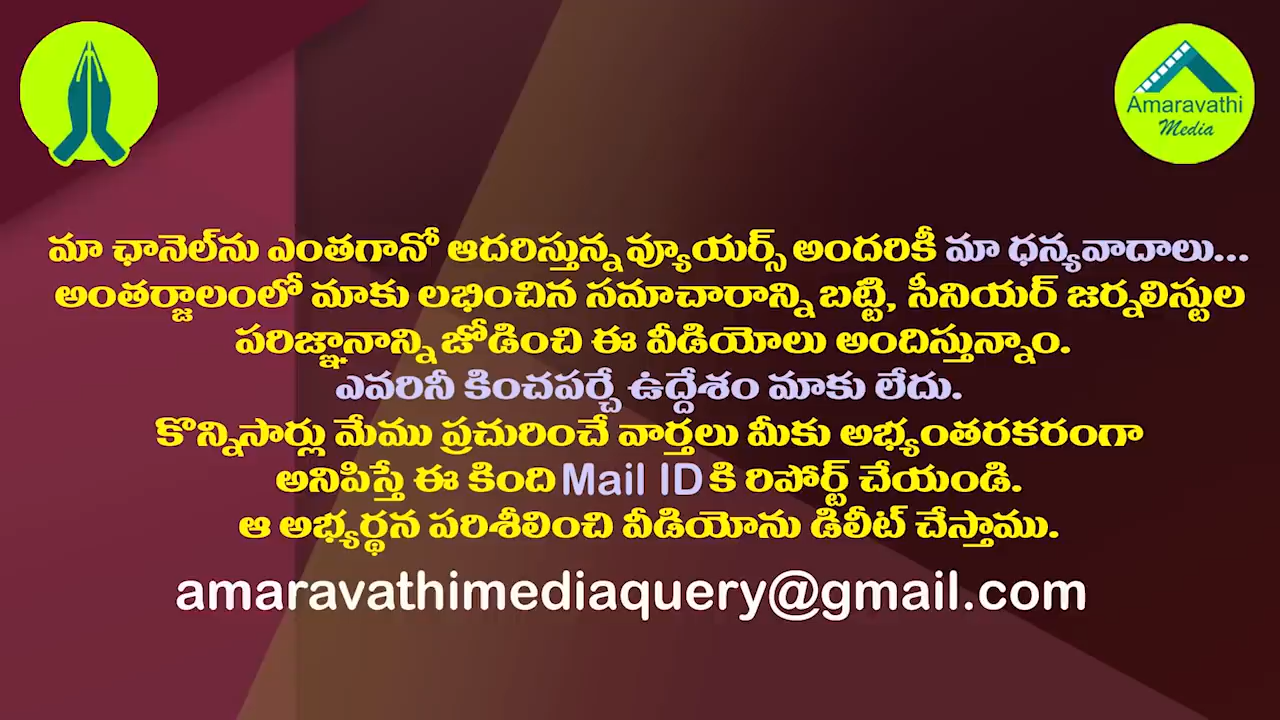 Amaravathi
Media
మా ఛానెల్‌ను ఎంతగానో ఆదరిస్తున్న వ్యూయర్స్ అందరికీ మా ధన్యవాదాలు...
అంతర్జాలంలో మాకు లభించిన సమాచారాన్ని బట్టి, సీనియర్ జర్నలిస్టుల
పరిజ్ఞానాన్ని జోడించి ఈ వీడియోలు అందిస్తున్నాం.
ఎవరినీ కించపర్చే ఉద్దేశం మాకు లేదు.
కొన్నిసార్లు మేము ప్రచురించే వార్తలు మీకు అభ్యంతరకరంగా
అనిపిస్తే ఈ కింది Mail ID కి రిపోర్ట్ చేయండి.
ఆ అభ్యర్థన పరిశీలించి వీడియోను డిలీట్ చేస్తాము.
amaravathimediaquery@gmail.com